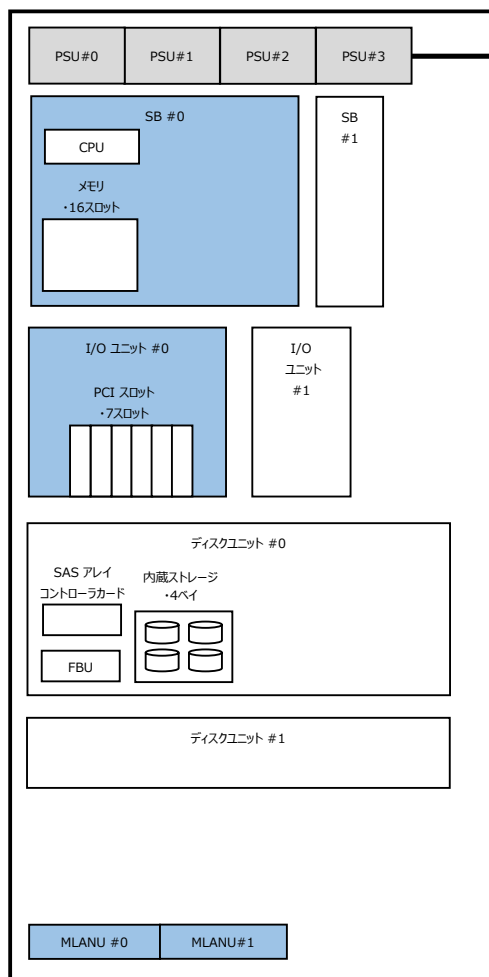 PSU#0
PSU#1
PSU#2
PSU#3
SB #0
CPU
メモリ
・16スロット
SB
#1
I/O ユニット #0
PCI スロット
・7スロット
I/O
ユニット
#1
ディスクユニット #0
SAS アレイ
コントローラカード
FBU
内蔵ストレージ
・4ベイ
ディスクユニット #1
MLANU #0
MLANU#1